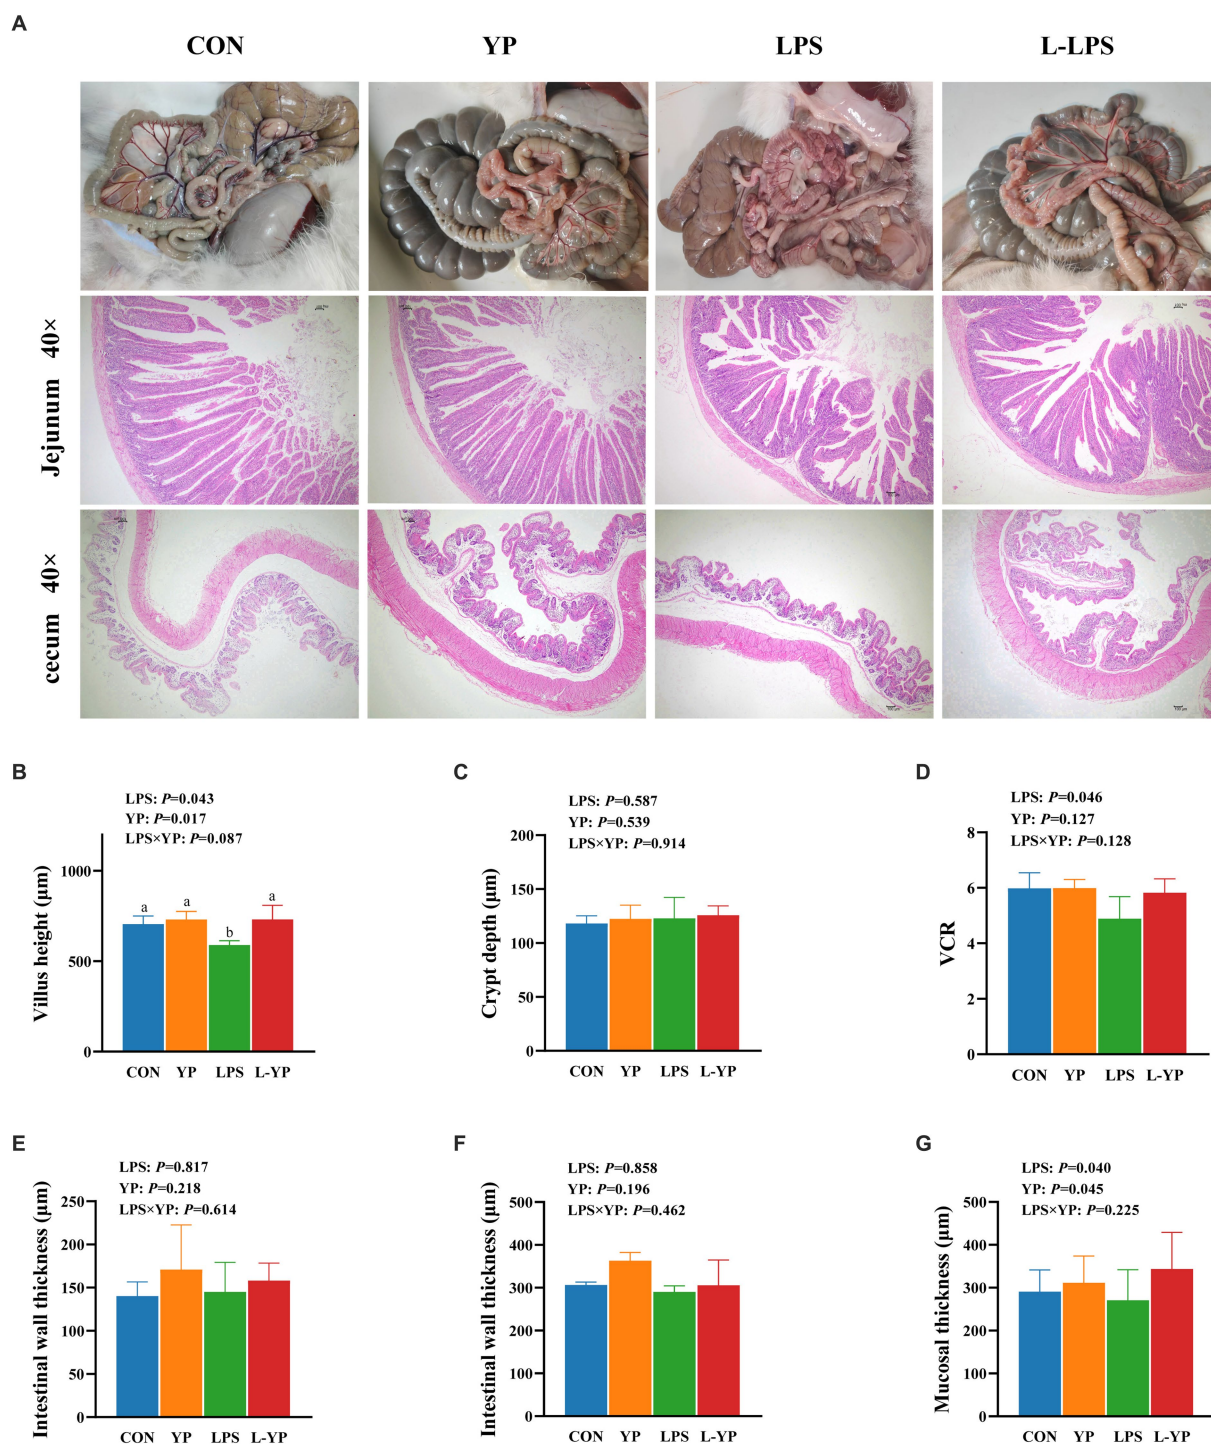 A
CON YP LPS L-LPS
Jejunum 40×
cecum 40×
B
LPS: P=0.043
YP: P=0.017
LPS×YP: P=0.087
Villus height (μm)
1000
500
0
a a b a
CON YP LPS L-YP
C
LPS: P=0.587
YP: P=0.539
LPS×YP: P=0.914
Crypt depth (μm)
200
150
100
50
0
CON YP LPS L-YP
D
LPS: P=0.046
YP: P=0.127
LPS×YP: P=0.128
VCR
8
6
4
2
0
CON YP LPS L-YP
E
LPS: P=0.817
YP: P=0.218
LPS×YP: P=0.614
Intestinal wall thickness (μm)
250
200
150
100
50
0
CON YP LPS L-YP
F
LPS: P=0.858
YP: P=0.196
LPS×YP: P=0.462
Intestinal wall thickness (μm)
500
400
300
200
100
0
CON YP LPS L-YP
G
LPS: P=0.040
YP: P=0.045
LPS×YP: P=0.225
Mucosal thickness (μm)
500
400
300
200
100
0
CON YP LPS L-YP